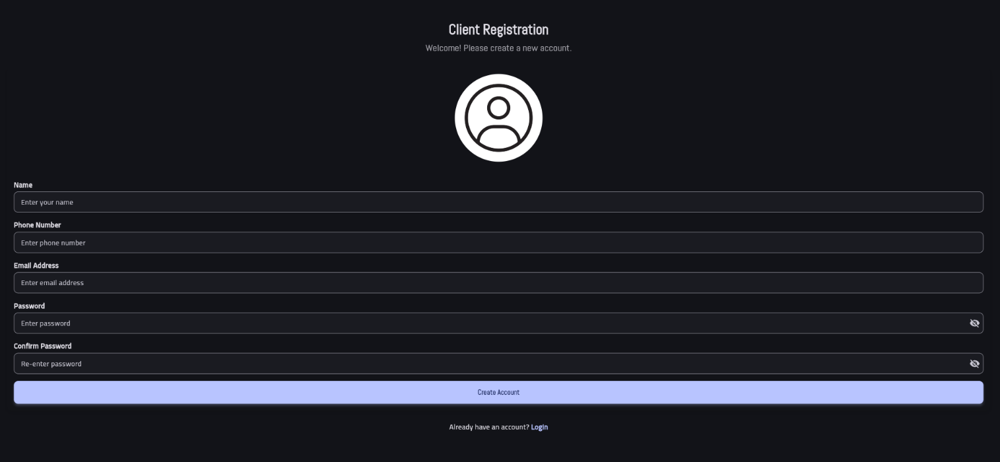 Client Registration
Welcome! Please create a new account.
Name
Enter your name
Phone Number
Enter phone number
Email Address
Enter email address
Password
Enter password
Confirm Password
Re-enter password
Create Account
Already have an account? Login